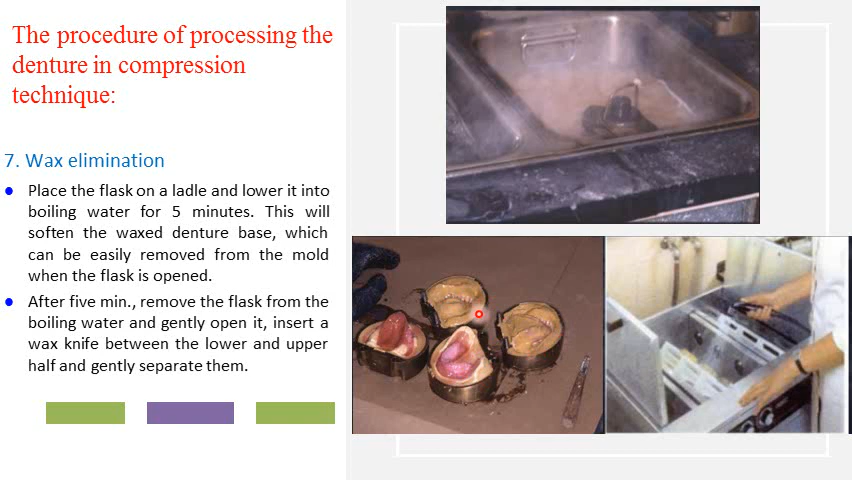 The procedure of processing the
denture in compression
technique:
7. Wax elimination
● Place the flask on a ladle and lower it into
boiling water for 5 minutes. This will
soften the waxed denture base, which
can be easily removed from the mold
when the flask is opened.
● After five min., remove the flask from the
boiling water and gently open it, insert a
wax knife between the lower and upper
half and gently separate them.